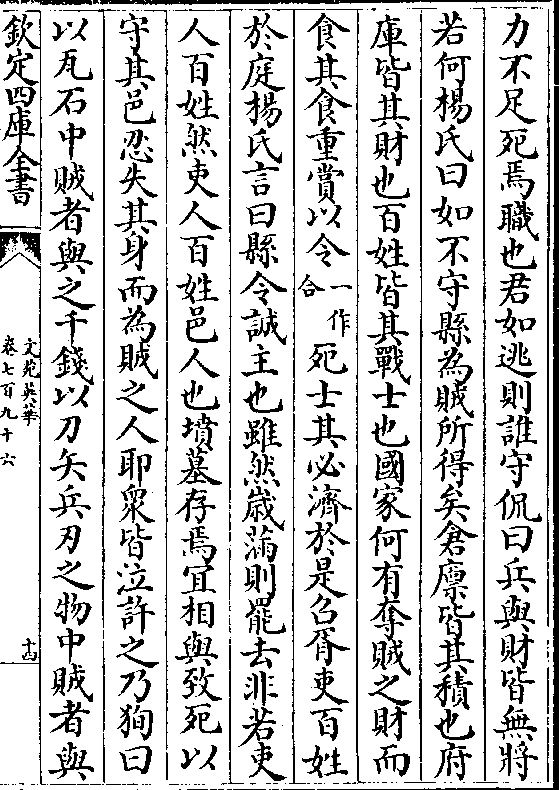 力不足死焉職也君如逃則誰守侃曰兵與財皆無將
若何楊氏曰如不守縣為賊所得矣倉廪皆其積也府
庫皆其財也百姓皆其戰士也國家何有奪賊之財而
食其食重賞以令一作合死士其必濟於是召胥吏百姓
於庭楊氏言曰縣令誠主也雖然歲滿則罷去非若吏
人百姓然吏人百姓邑人也墳墓存焉宜相與致死以
守其邑忍失其身而為賊之人耶衆皆泣許之乃狥曰
以瓦石中賊者與之千錢以刀矢兵刃之物中賊者與
欽定四庫全書
文苑英華
卷七百九十六
十四